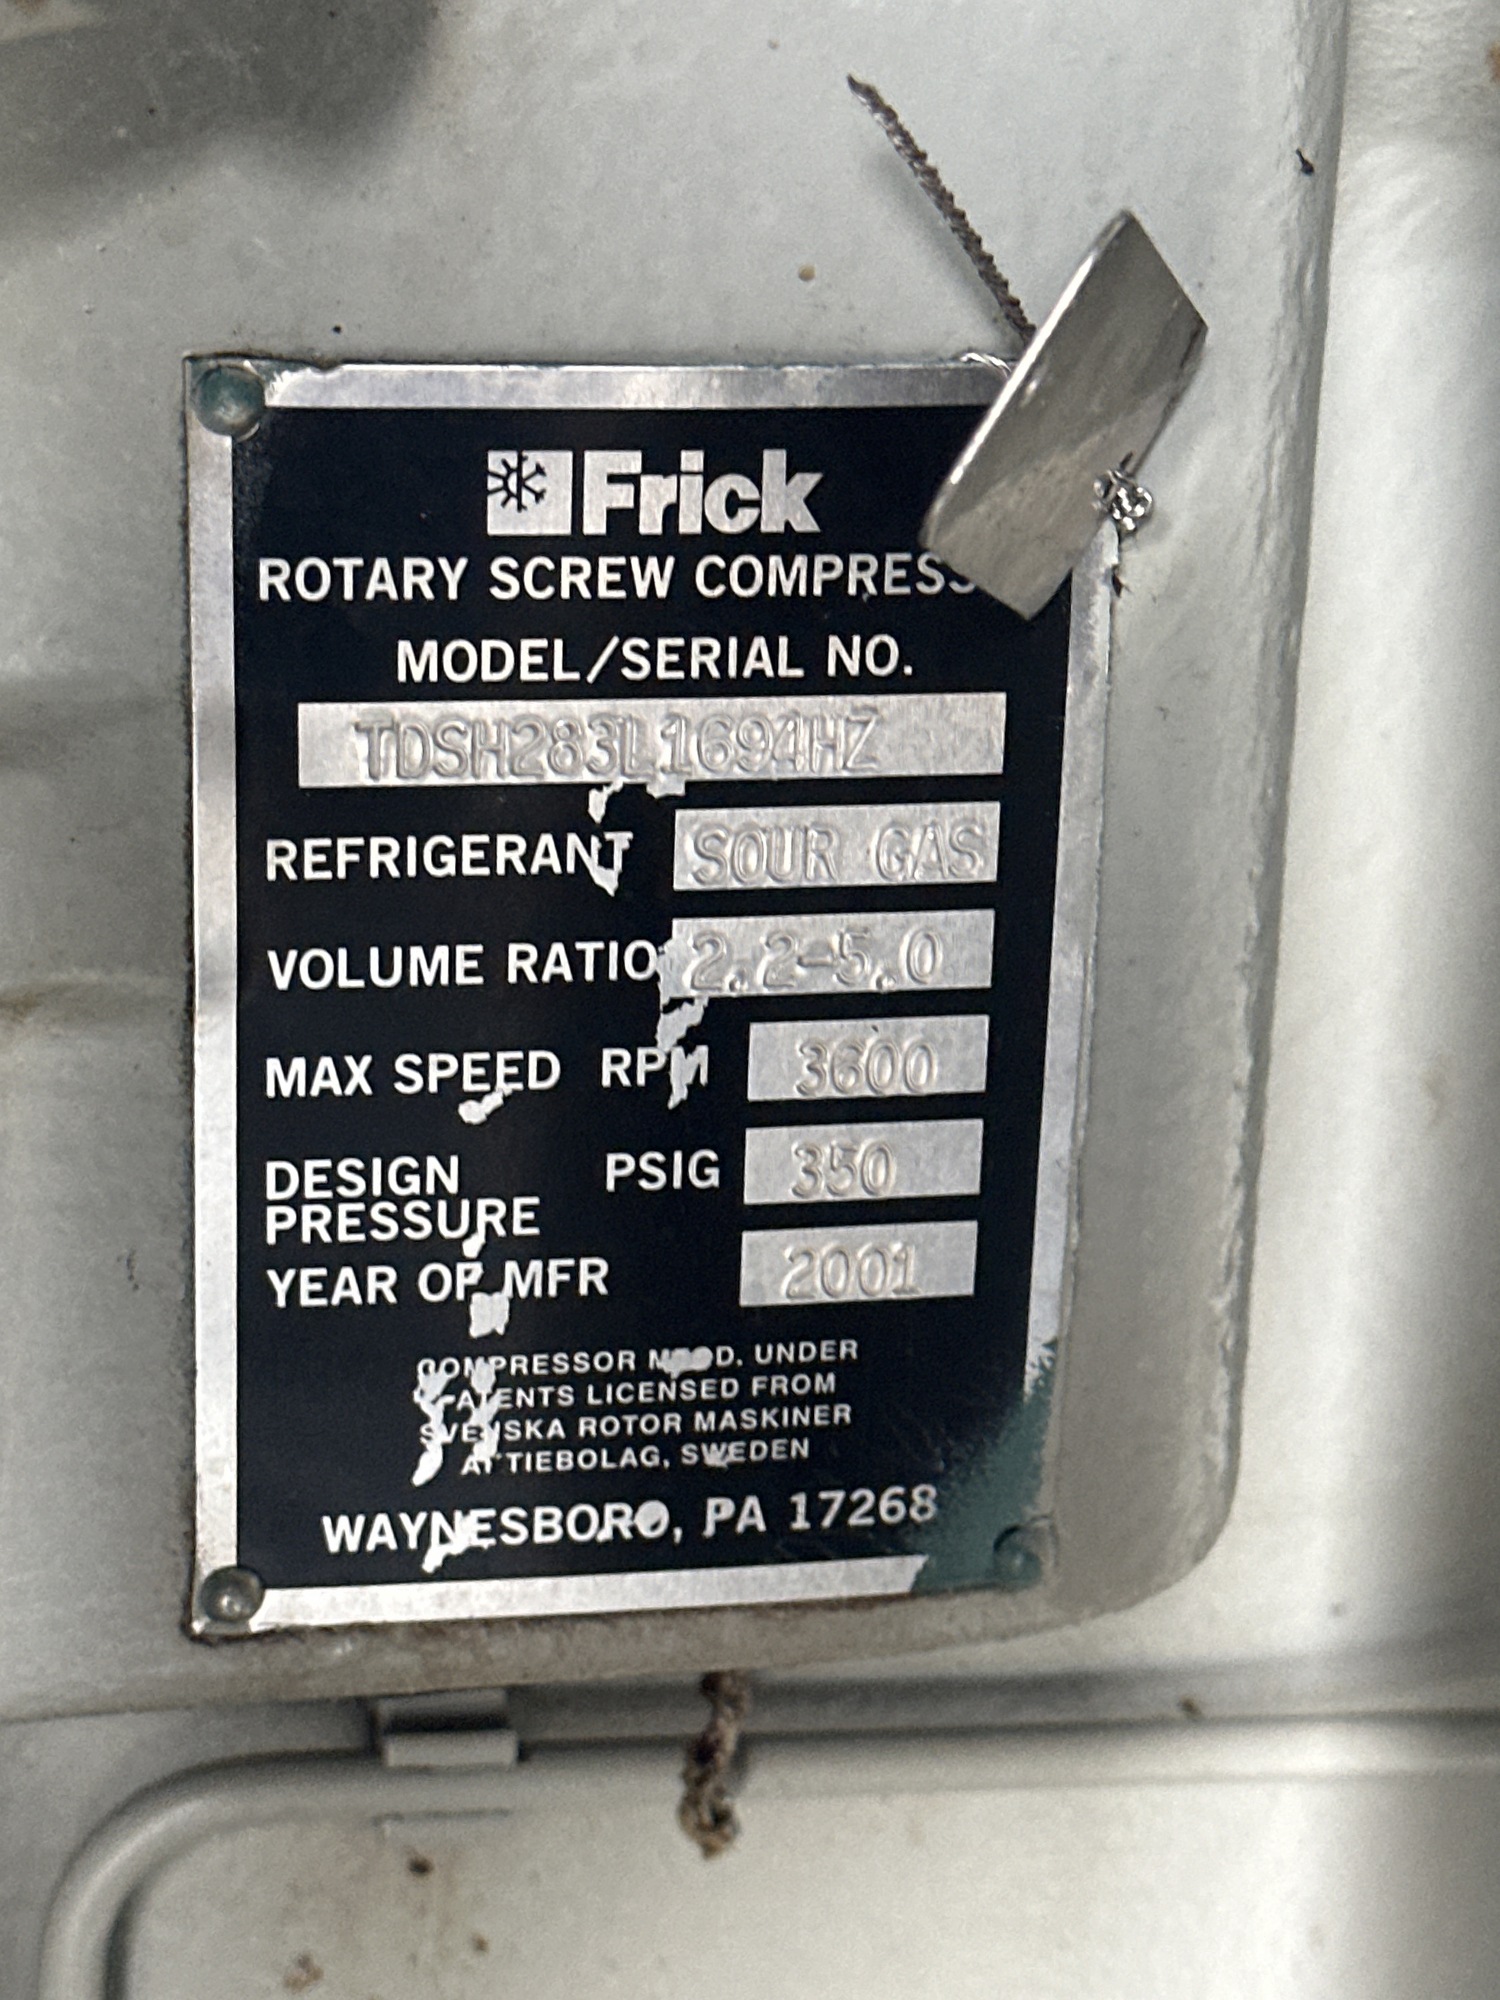 Frick
ROTARY SCREW COMPRESS
MODEL/SERIAL NO.
TDSH283L1694HZ
REFRIGERANT SOUR GAS
VOLUME RATIO 2.2-5.0
MAX SPEED RPM 3600
DESIGN PSIG 350
PRESSURE
YEAR OF MFR 2001
COMPRESSOR UNDER
PATENTS LICENSED FROM
SVENSKA ROTOR MASKINER
AKTIEBOLAG, SWEDEN
WAYNESBORO, PA 17268